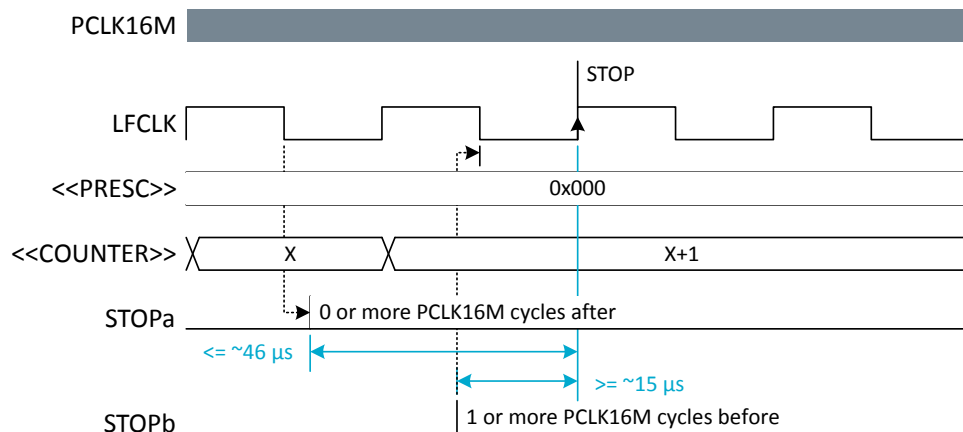 PCLK16M
STOP
LFCLK
<<PRESC>> 0x000
<<COUNTER>> X X+1
STOPa 0 or more PCLK16M cycles after
<= ~46 µs
>= ~15 µs
STOPb 1 or more PCLK16M cycles before